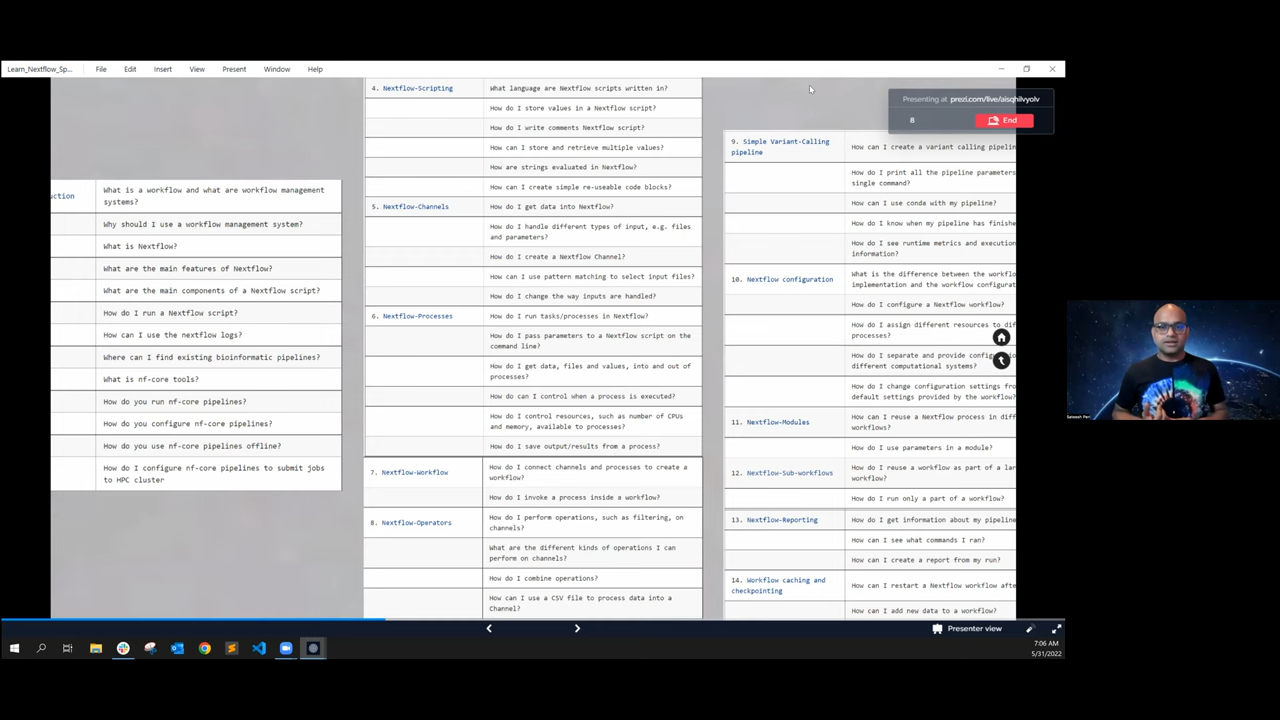 Learn_Nextflow_Sp...
File
Edit
Insert
View
Present
Window
Help
Presenting at prezi.com/live/aisqhilvyolv
8
End
uction
What is a workflow and what are workflow management
systems?
Why should I use a workflow management system?
What is Nextflow?
What are the main features of Nextflow?
What are the main components of a Nextflow script?
How do I run a Nextflow script?
How can I use the nextflow logs?
Where can I find existing bioinformatic pipelines?
What is nf-core tools?
How do you run nf-core pipelines?
How do you configure nf-core pipelines?
How do you use nf-core pipelines offline?
How do I configure nf-core pipelines to submit jobs
to HPC cluster
4. Nextflow-Scripting
What language are Nextflow scripts written in?
How do I store values in a Nextflow script?
How do I write comments Nextflow script?
How can I store and retrieve multiple values?
How are strings evaluated in Nextflow?
How can I create simple re-useable code blocks?
5. Nextflow-Channels
How do I get data into Nextflow?
How do I handle different types of input, e.g. files
and parameters?
How do I create a Nextflow Channel?
How can I use pattern matching to select input files?
How do I change the way inputs are handled?
6. Nextflow-Processes
How do I run tasks/processes in Nextflow?
How do I pass parameters to a Nextflow script on the
command line?
How do I get data, files and values, into and out of
processes?
How do can I control when a process is executed?
How do I control resources, such as number of CPUs
and memory, available to processes?
How do I save output/results from a process?
7. Nextflow-Workflow
How do I connect channels and processes to create a
workflow?
How do I invoke a process inside a workflow?
8. Nextflow-Operators
How do I perform operations, such as filtering, on
channels?
What are the different kinds of operations I can
perform on channels?
How do I combine operations?
How can I use a CSV file to process data into a
Channel?
9. Simple Variant-Calling
pipeline
How can I create a variant calling pipelin
How do I print all the pipeline parameters
single command?
How can I use conda with my pipeline?
How do I know when my pipeline has finishe
How do I see runtime metrics and execution
information?
10. Nextflow configuration
What is the difference between the workflo
implementation and the workflow configurat
How do I configure a Nextflow workflow?
How do I assign different resources to dif
processes?
How do I separate and provide configu
different computational systems?
How do I change configuration settings fro
default settings provided by the workflow?
11. Nextflow-Modules
How can I reuse a Nextflow process in diff
workflows?
How do I use parameters in a module?
12. Nextflow-Sub-workflows
How do I reuse a workflow as part of a lar
workflow?
How do I run only a part of a workflow?
13. Nextflow-Reporting
How do I get information about my pipeline
How can I see what commands I ran?
How can I create a report from my run?
14. Workflow caching and
checkpointing
How can I restart a Nextflow workflow afte
How can I add new data to a workflow?
Presenter view
7:06 AM
5/31/2022
Sateesh Peri